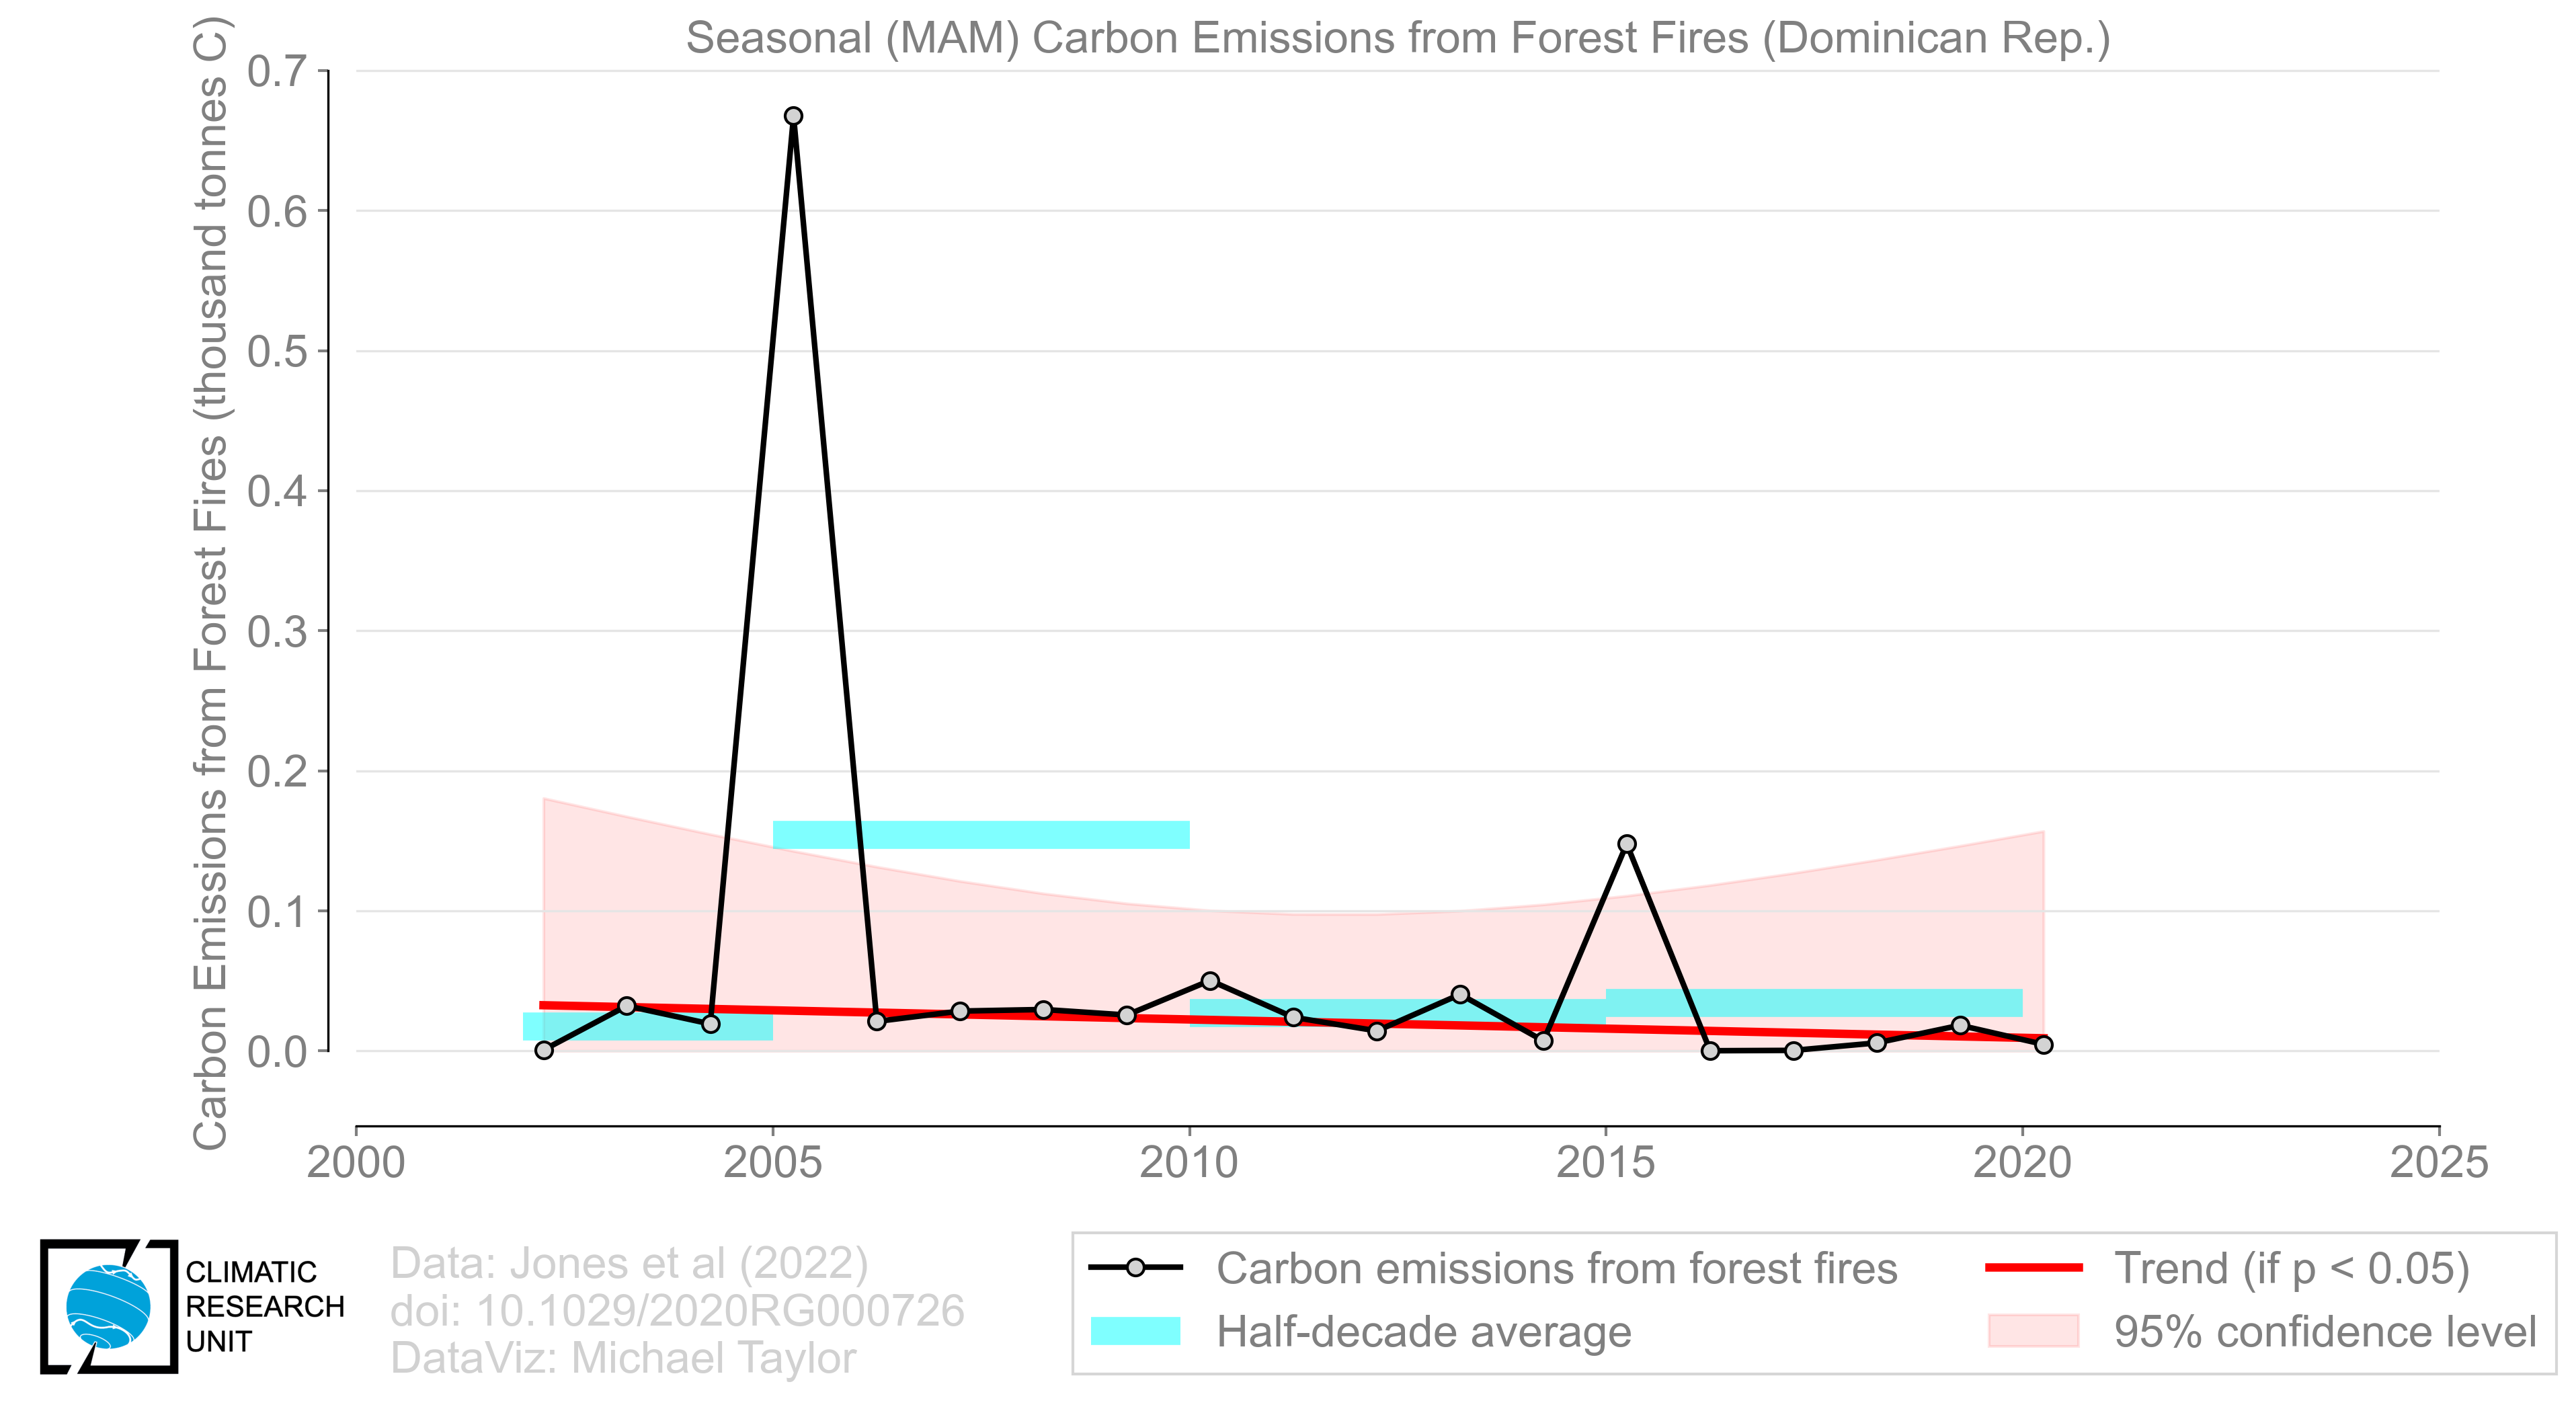 Seasonal (MAM) Carbon Emissions from Forest Fires (Dominican Rep.)
Carbon Emissions from Forest Fires (thousand tonnes C)
0.7
0.6
0.5
0.4
0.3
0.2
0.1
0.0
2000
2005
2010
2015
2020
2025
CLIMATIC
RESEARCH
UNIT
Data: Jones et al (2022)
doi: 10.1029/2020RG000726
DataViz: Michael Taylor
Carbon emissions from forest fires
Half-decade average
Trend (if p < 0.05)
95% confidence level